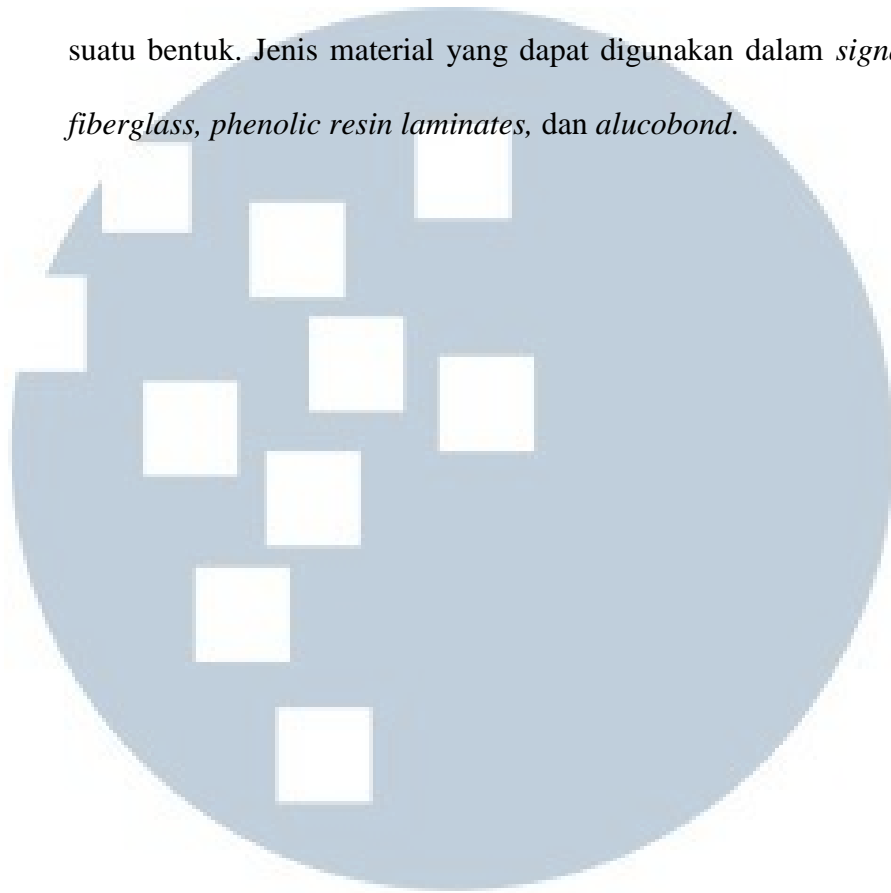 suatu bentuk. Jenis material yang dapat digunakan dalam
fiberglass, phenolic resin laminates, dan alucobond.